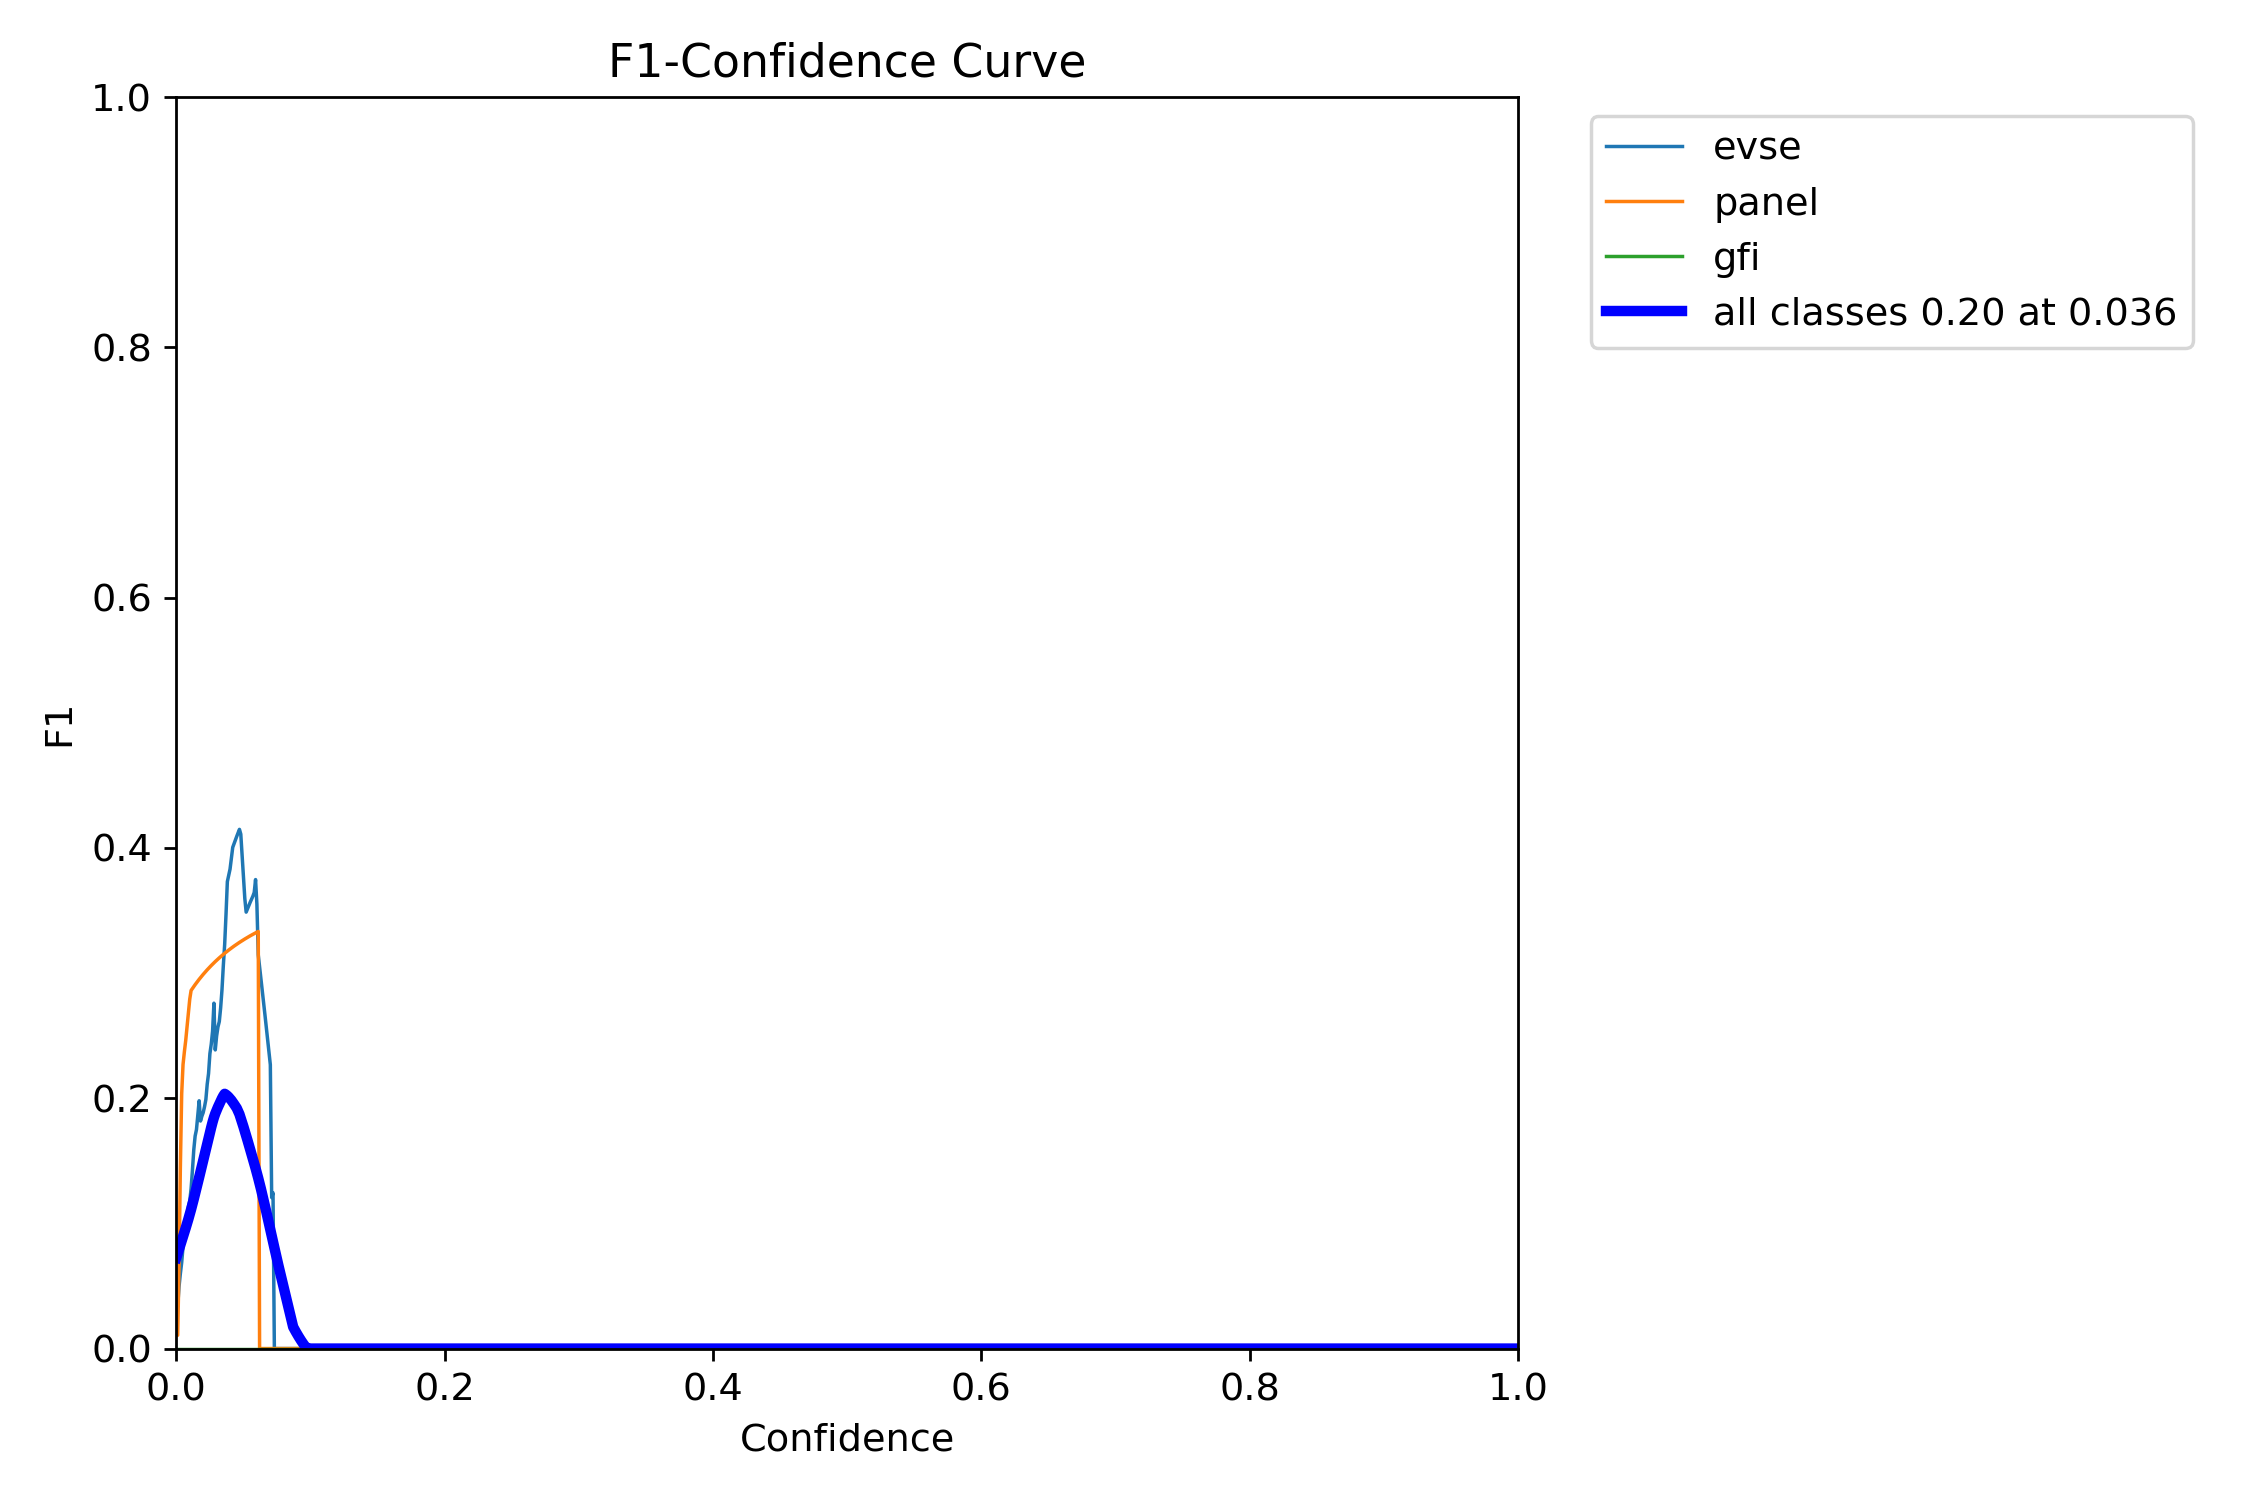 F1-Confidence Curve
1.0
0.8
0.6
0.4
0.2
0.0
F1
0.0 0.2 0.4 0.6 0.8 1.0
Confidence
evse
panel
gfi
all classes 0.20 at 0.036